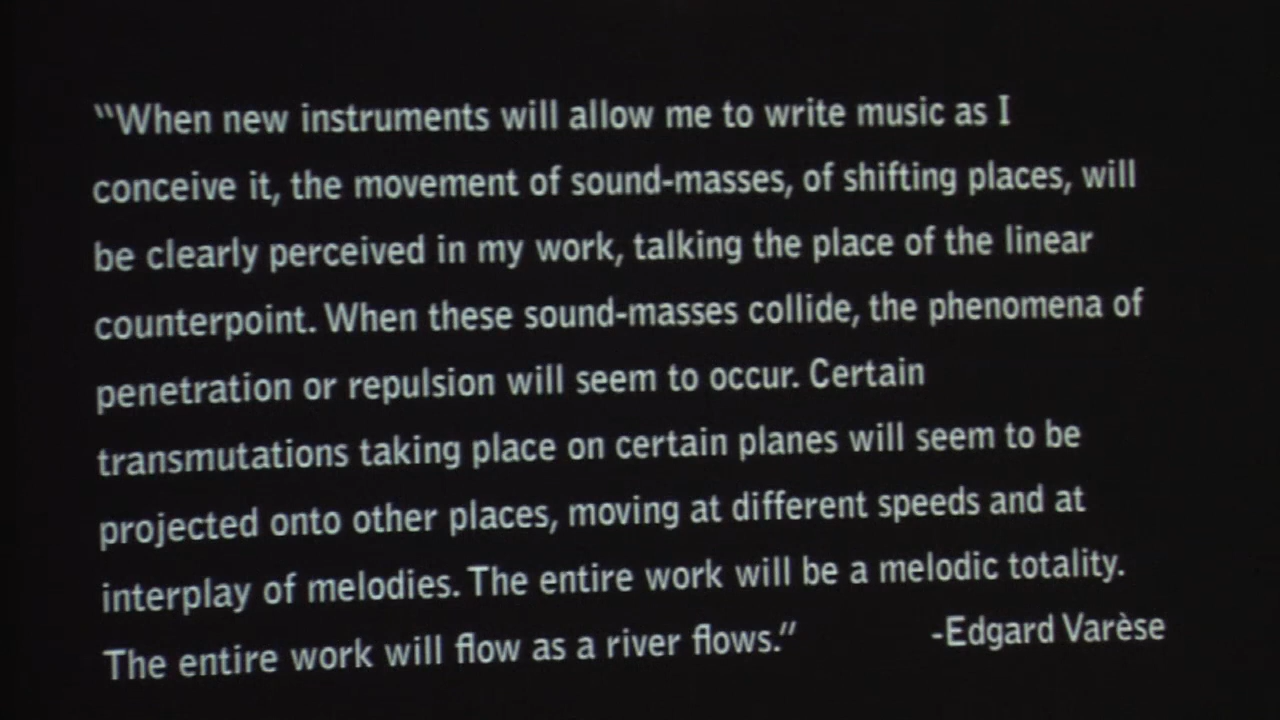 “When new instruments will allow me to write music as I
conceive it, the movement of sound-masses, of shifting places, will
be clearly perceived in my work, talking the place of the linear
counterpoint. When these sound-masses collide, the phenomena of
penetration or repulsion will seem to occur. Certain
transmutations taking place on certain planes will seem to be
projected onto other places, moving at different speeds and at
interplay of melodies. The entire work will be a melodic totality.
The entire work will flow as a river flows.” -Edgard Varèse